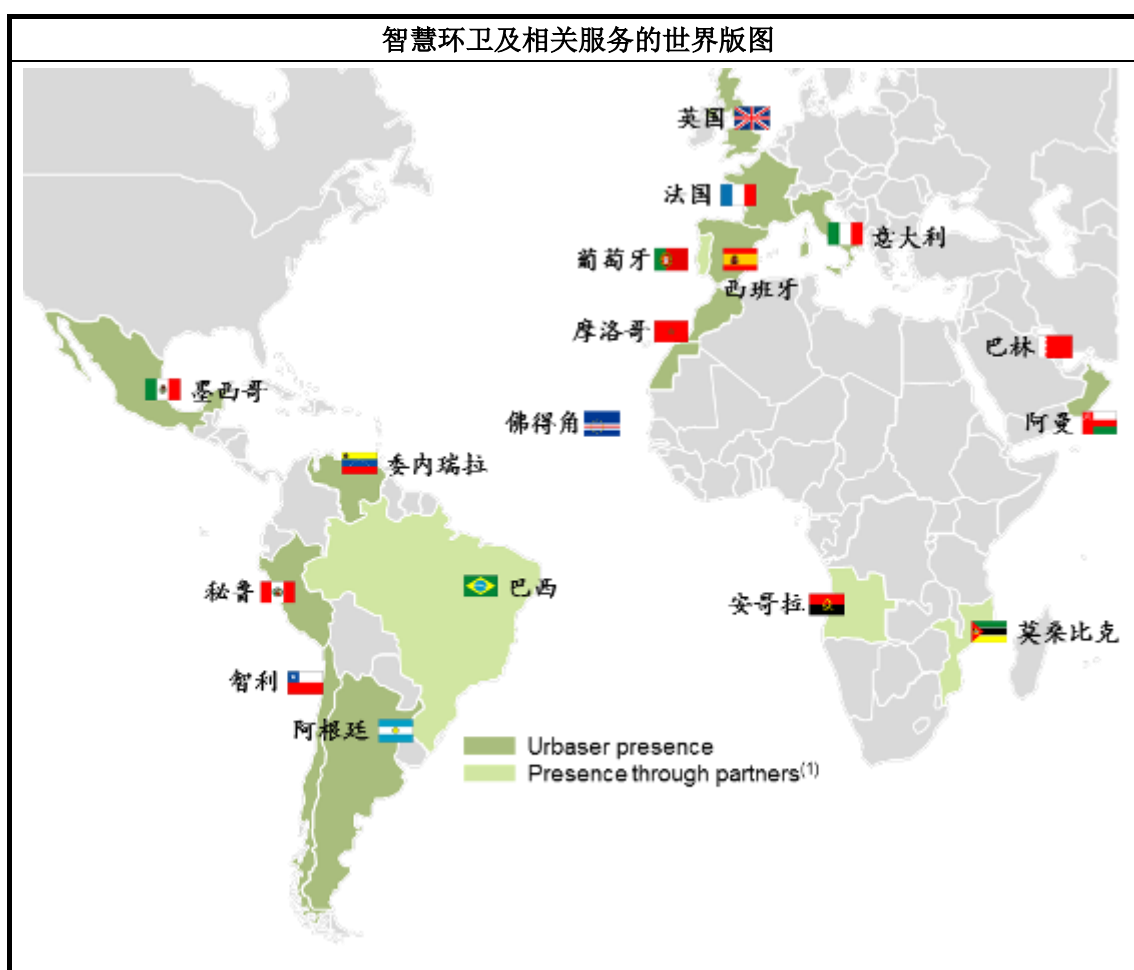 智慧环卫及相关服务的世界版图
英国
法国
意大利
葡萄牙
西班牙
摩洛哥
巴林
墨西哥
佛得角
阿曼
委内瑞拉
秘鲁
巴西
安哥拉
莫桑比克
智利
阿根廷
Urbaser presence
Presence through partners(1)